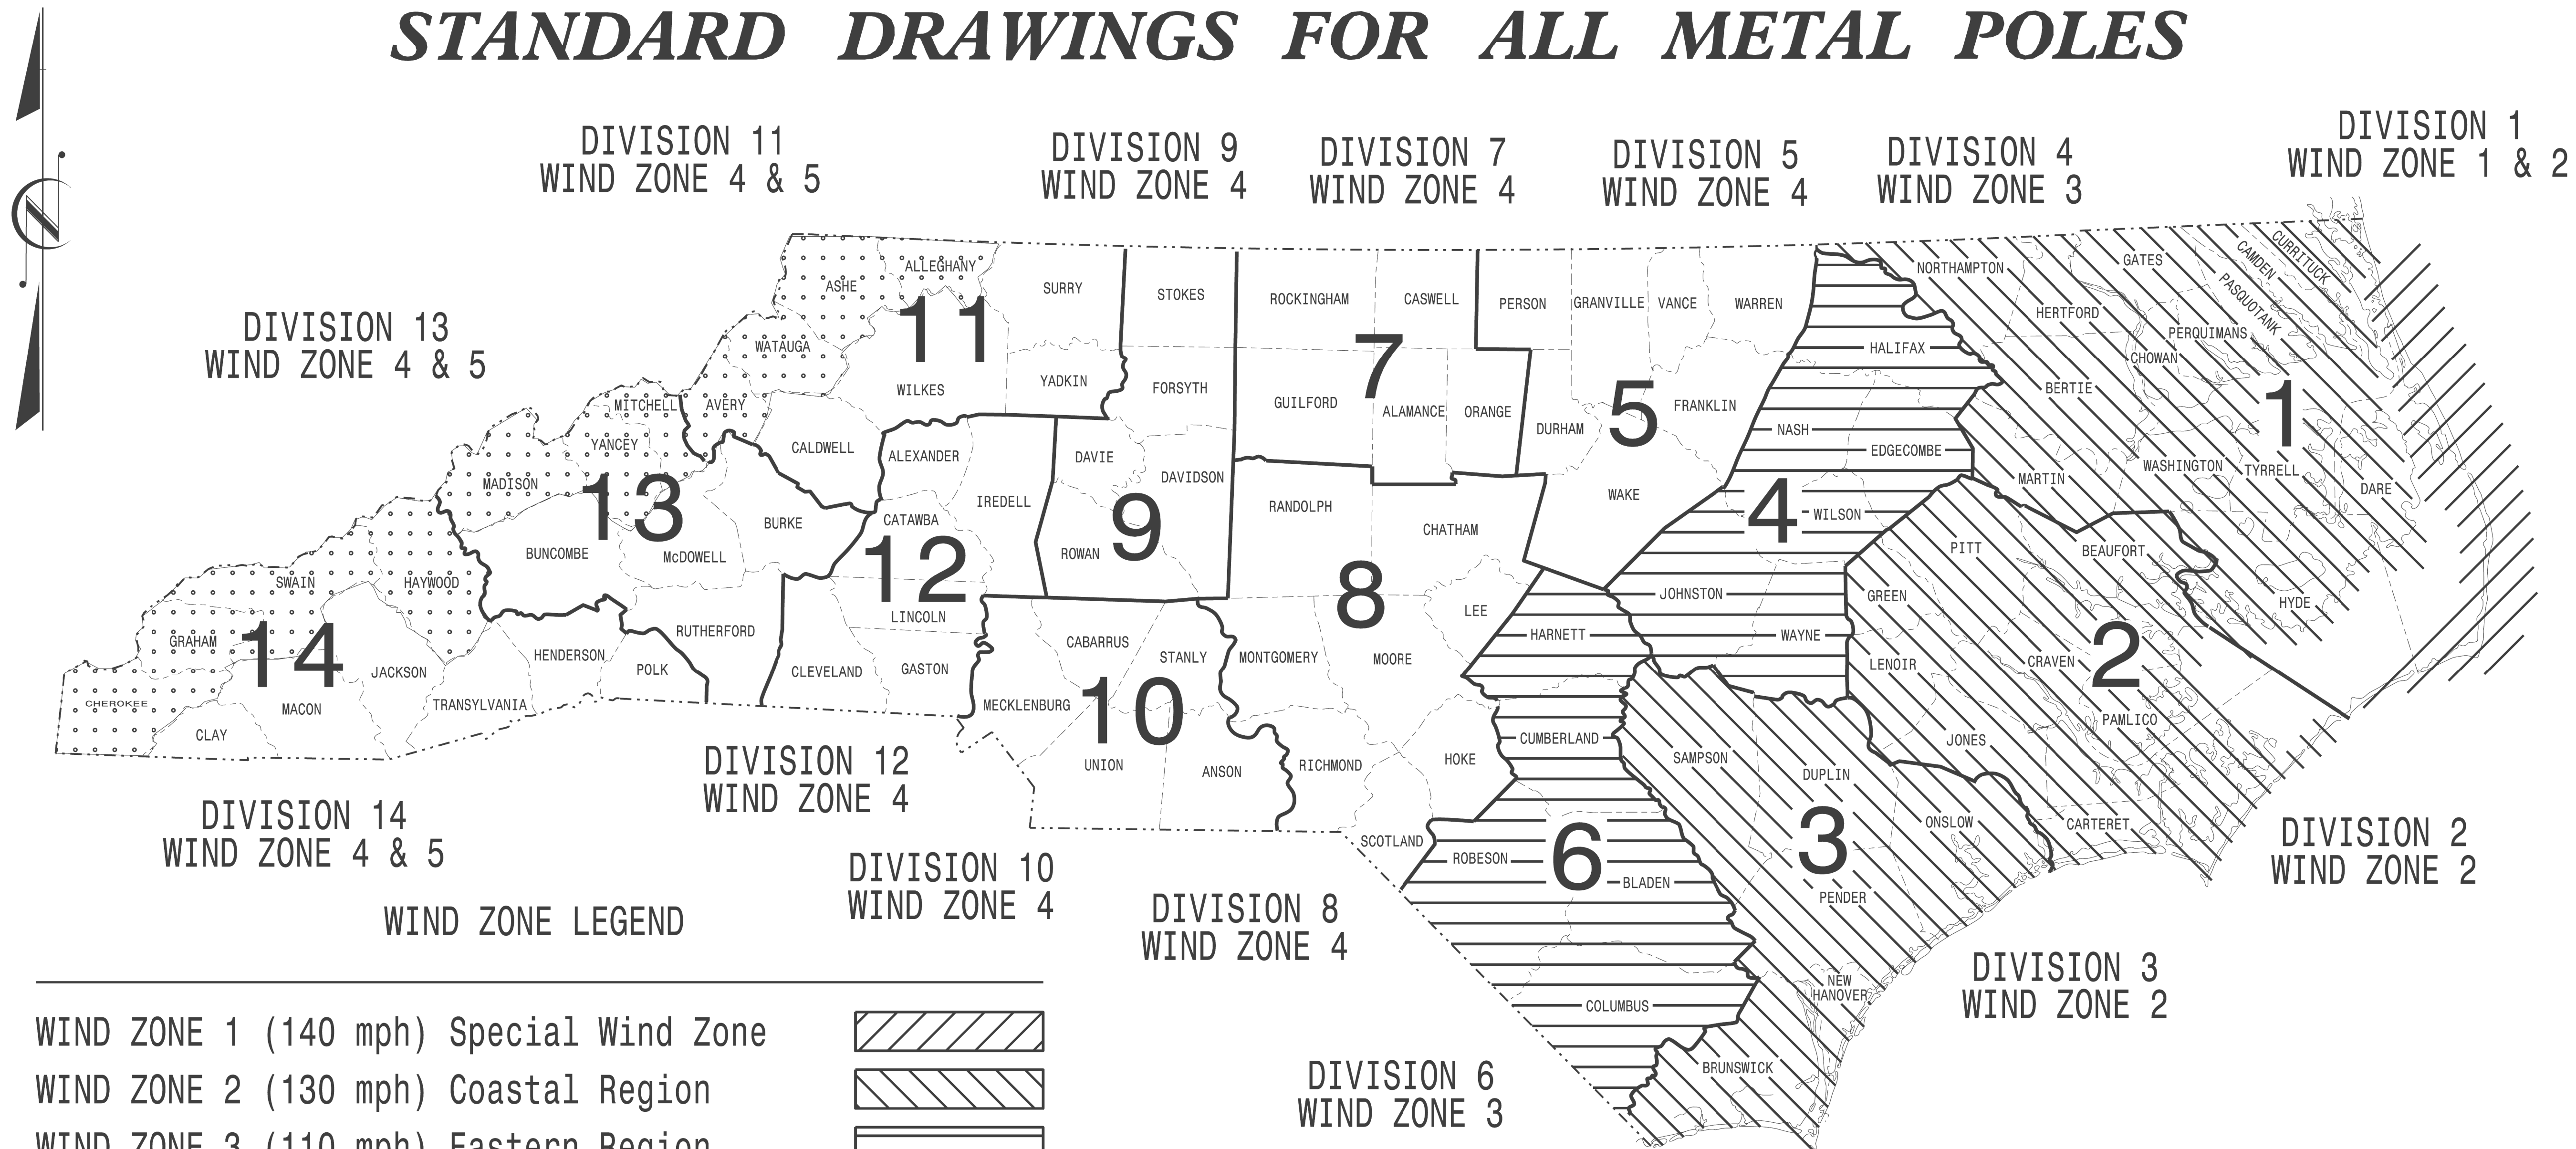 STANDARD DRAWINGS FOR ALL METAL POLES
DIVISION 11
WIND ZONE 4 & 5
DIVISION 9
WIND ZONE 4
DIVISION 7
WIND ZONE 4
DIVISION 5
WIND ZONE 4
DIVISION 4
WIND ZONE 3
DIVISION 1
WIND ZONE 1 & 2
DIVISION 13
WIND ZONE 4 & 5
N
ASHE
ALLEGHANY
11
SURRY
WATAUGA
WILKES
YADKIN
AVERY
CALDWELL
STOKES
FORSYTH
DAVIE
DAVIDSON
9
ROWAN
ROCKINGHAM
CASWELL
7
GUILFORD
ALAMANCE
ORANGE
PERSON
GRANVILLE
VANCE
WARREN
5
FRANKLIN
DURHAM
WAKE
HALIFAX
NASH
EDGECOMBE
4
WILSON
JOHNSTON
WAYNE
NORTHAMPTON
GATES
CAMDEN
CURRITUCK
PASQUOTANK
HERTFORD
PERQUIMANS
CHOWAN
BERTIE
1
MARTIN
WASHINGTON
TYRRELL
DARE
HYDE
MITCHELL
YANCEY
MADISON
13
BURKE
BUNCOMBE
McDOWELL
RUTHERFORD
ALEXANDER
IREDELL
CATAWBA
12
LINCOLN
CLEVELAND
GASTON
SWAIN
HAYWOOD
GRAHAM
14
JACKSON
HENDERSON
POLK
CHEROKEE
MACON
TRANSYLVANIA
CLAY
CABARRUS
STANLY
MECKLENBURG
10
UNION
ANSON
RANDOLPH
CHATHAM
8
LEE
MONTGOMERY
MOORE
RICHMOND
HOKE
SCOTLAND
HARNETT
CUMBERLAND
6
ROBESON
BLADEN
COLUMBUS
PITT
BEAUFORT
GREEN
LENOIR
CRAVEN
2
PAMLICO
JONES
CARTERET
SAMPSON
DUPLIN
3
ONSLOW
PENDER
NEW
HANOVER
BRUNSWICK
DIVISION 14
WIND ZONE 4 & 5
DIVISION 12
WIND ZONE 4
DIVISION 10
WIND ZONE 4
DIVISION 8
WIND ZONE 4
DIVISION 6
WIND ZONE 3
DIVISION 3
WIND ZONE 2
DIVISION 2
WIND ZONE 2
WIND ZONE LEGEND
WIND ZONE 1 (140 mph) Special Wind Zone
WIND ZONE 2 (130 mph) Coastal Region
WIND ZONE 3 (110 mph) Eastern Region